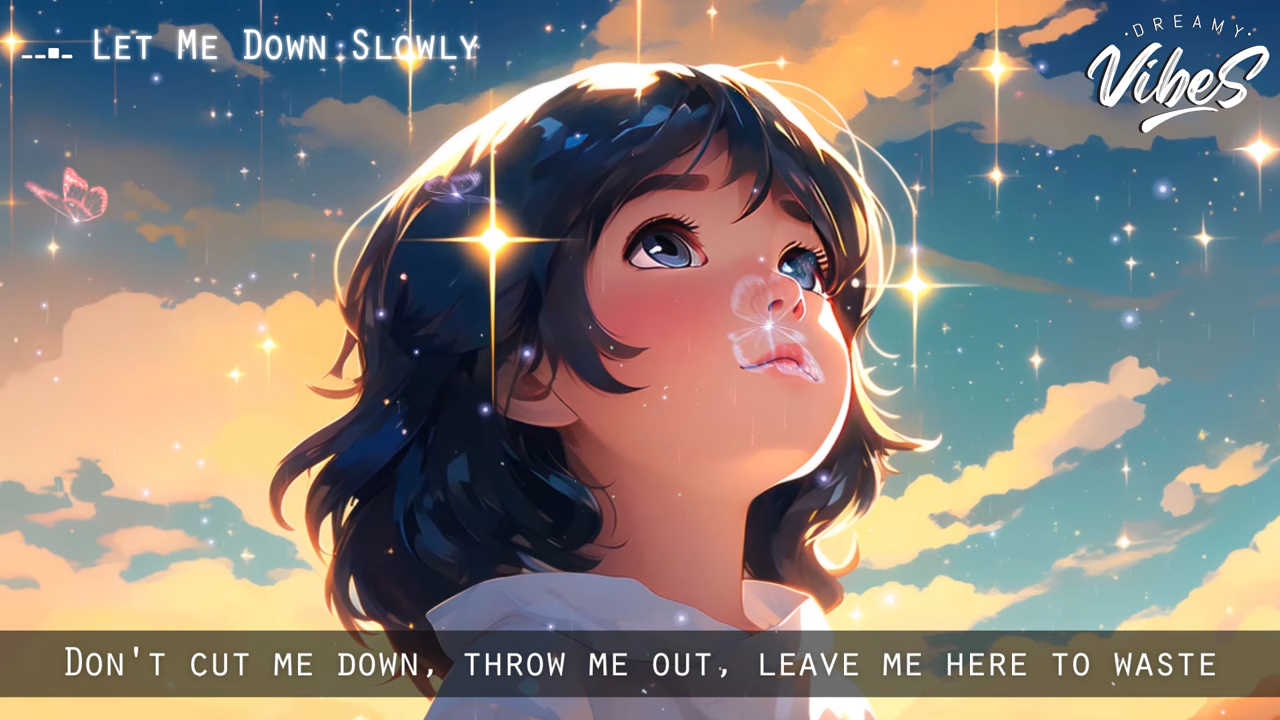 Let Me Down Slowly
DREAMY
Vibes
Don't cut me down, throw me out, leave me here to waste